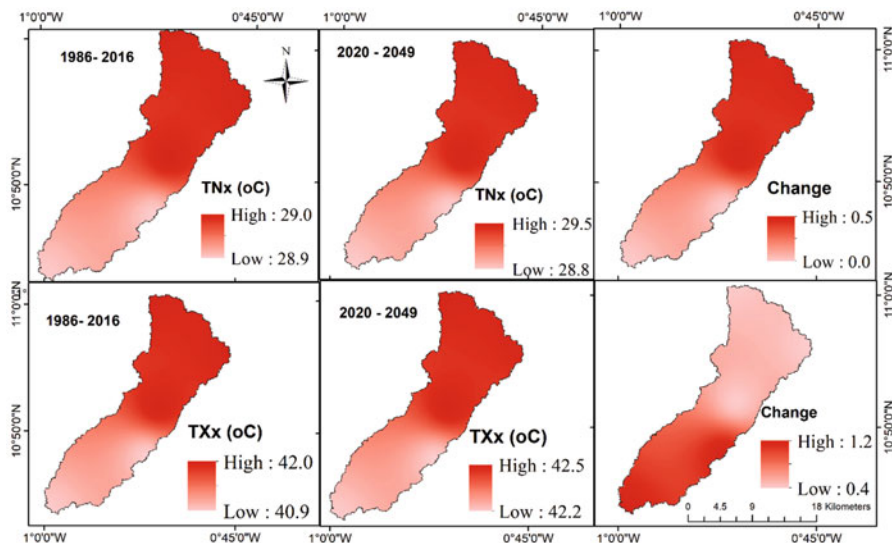 1°0'0"W 0°45'0"W 1°0'0"W 0°45'0"W 0°45'0"W
1986- 2016
N
2020 - 2049
11°0'0"N
10°50'0"N
TNx (oC)
High : 29.0
Low : 28.9
TNx (oC)
High : 29.5
Low : 28.8
Change
High : 0.5
Low : 0.0
10°50'0"N
11°0'0"N
1986- 2016
2020 - 2049
11°0'0"N
10°50'0"N
TXx (oC)
High : 42.0
Low : 40.9
TXx (oC)
High : 42.5
Low : 42.2
Change
High : 1.2
Low : 0.4
0 4.5 9 18 Kilometers
10°50'0"N
1°0'0"W 0°45'0"W 1°0'0"W 0°45'0"W 1°0'0"W 0°45'0"W